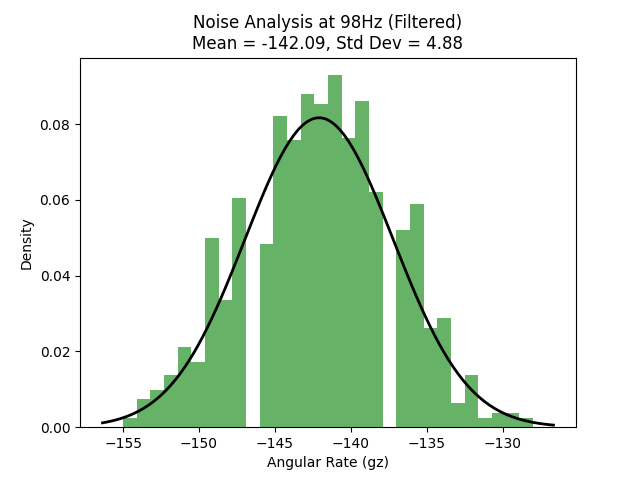 Noise Analysis at 98Hz (Filtered)
Mean = -142.09, Std Dev = 4.88
Density
0.08
0.06
0.04
0.02
0.00
−155 −150 −145 −140 −135 −130
Angular Rate (gz)